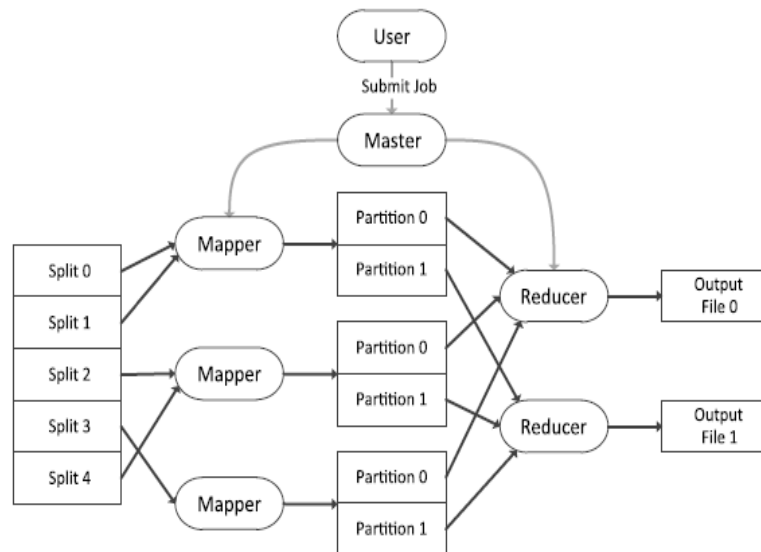 User
Submit Job
Master
Mapper
Partition 0
Partition 1
Split 0
Split 1
Split 2
Split 3
Split 4
Mapper
Partition 0
Partition 1
Mapper
Partition 0
Partition 1
Reducer
Output
File 0
Reducer
Output
File 1